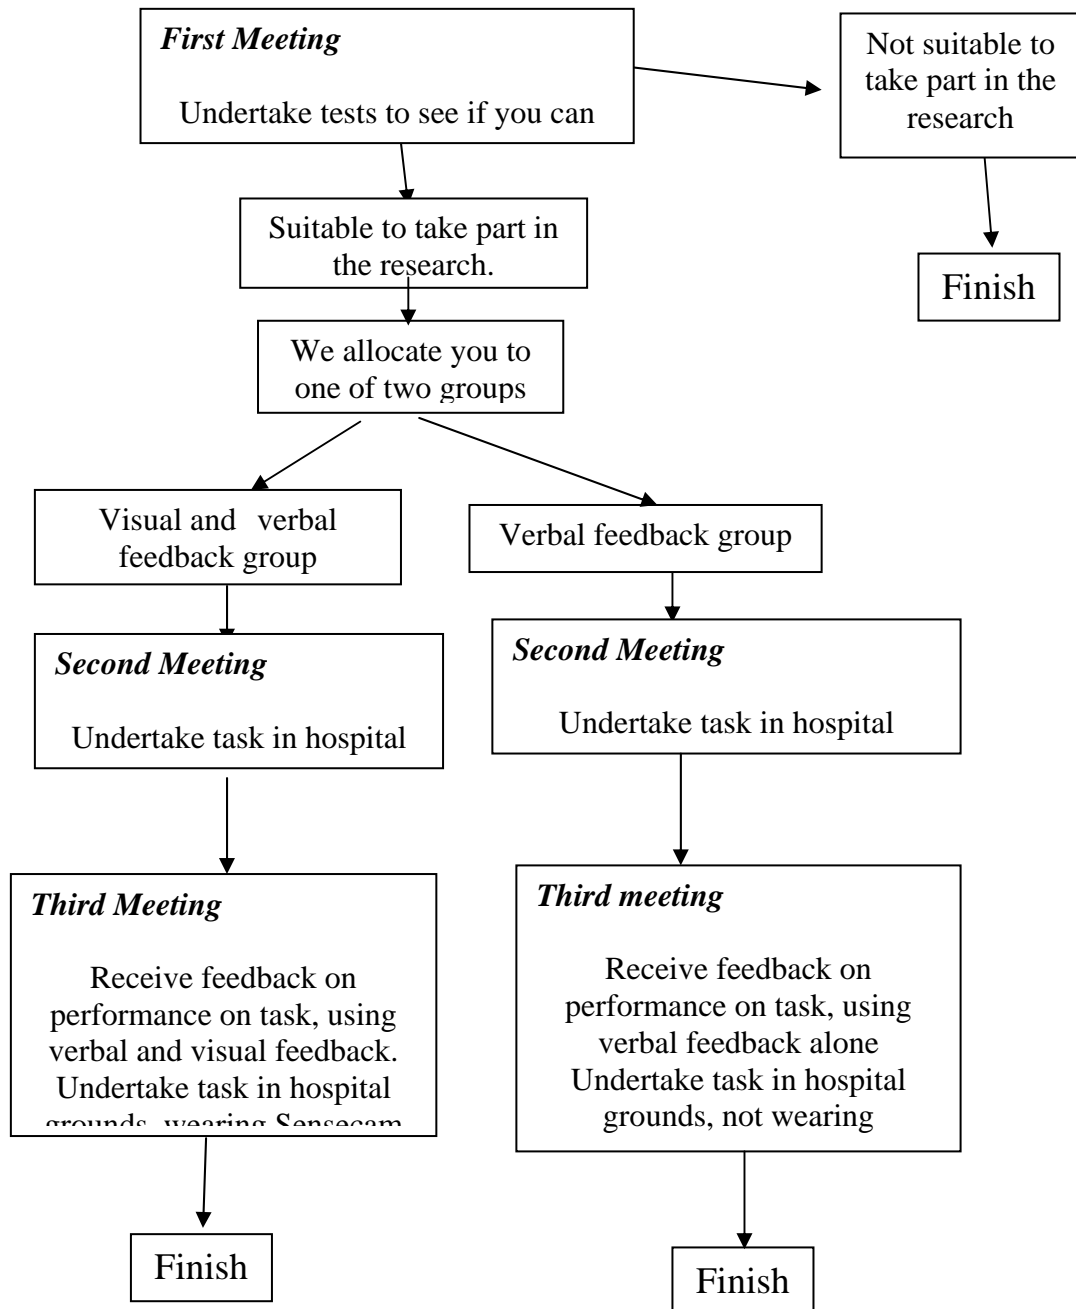 First Meeting
Undertake tests to see if you can
Not suitable to
take part in the
research
Finish
Suitable to take part in
the research.
We allocate you to
one of two groups
Visual and verbal
feedback group
Verbal feedback group
Second Meeting
Undertake task in hospital
Second Meeting
Undertake task in hospital
Third Meeting
Receive feedback on
performance on task, using
verbal and visual feedback.
Undertake task in hospital
grounds, wearing Sensecam
Third meeting
Receive feedback on
performance on task, using
verbal feedback alone
Undertake task in hospital
grounds, not wearing
Finish
Finish